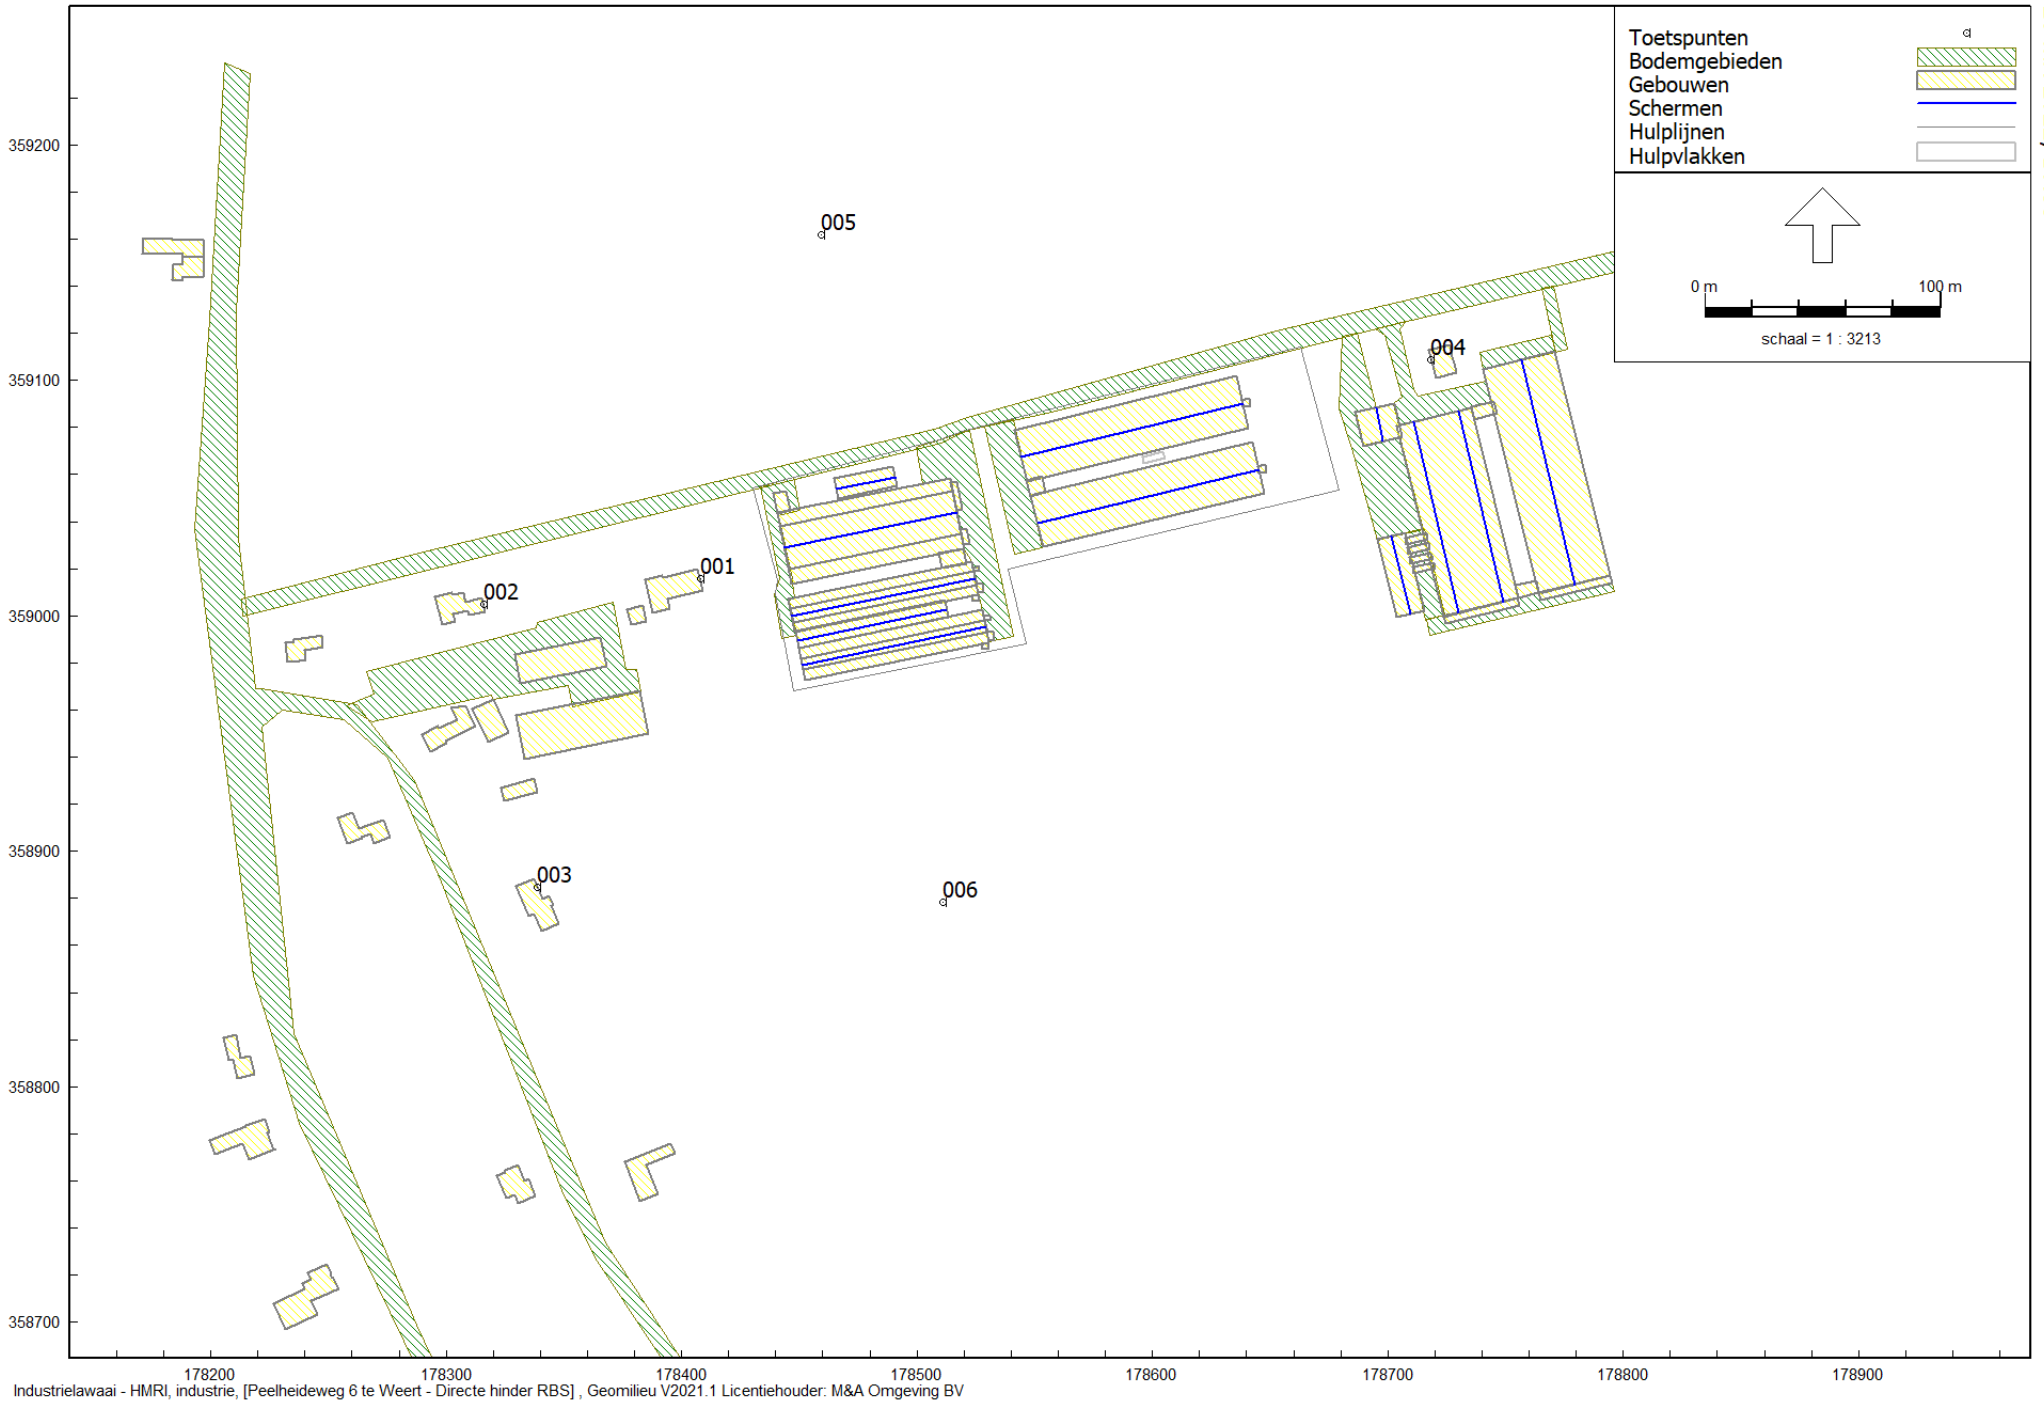 Toetspunten
Bodemgebieden
Gebouwen
Schermen
Hulplijnen
Hulpvlakken
0 m 100 m
schaal = 1 : 3213
359200
359100
359000
358900
358800
358700
005
004
001
002
003
006
178200 178300 178400 178500 178600 178700 178800 178900
Industrielawaai - HMRI, industrie, [Peelheideweg 6 te Weert - Directe hinder RBS] , Geomilieu V2021.1 Licentiehouder: M&A Omgeving BV